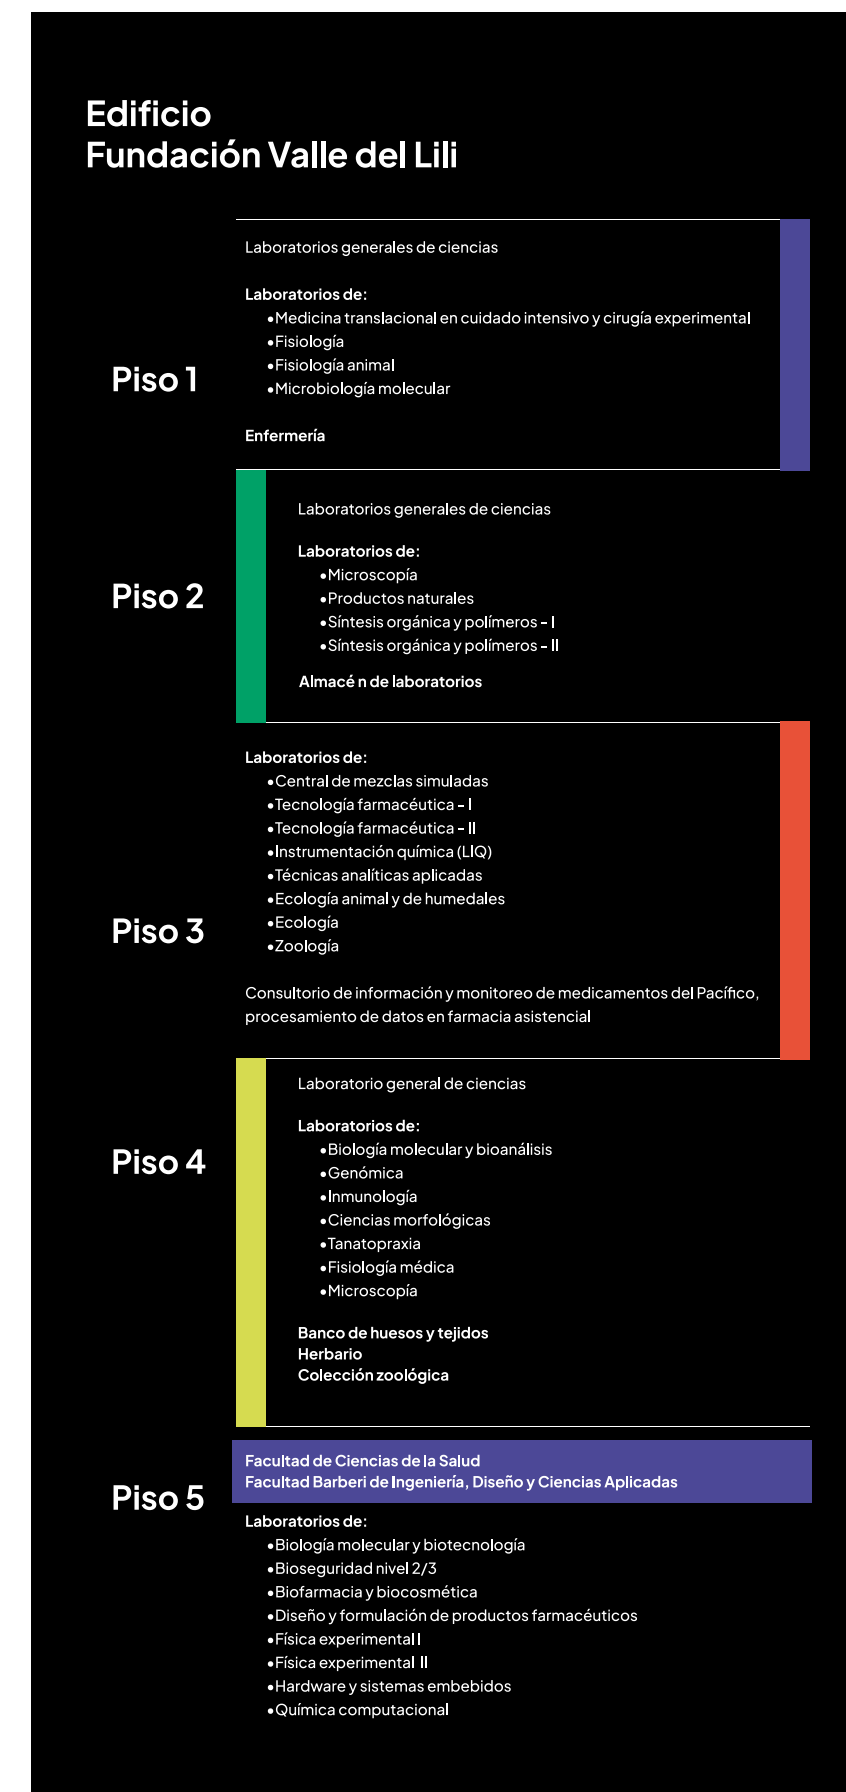 Edificio
Fundación Valle del Lili
Piso 1
Laboratorios generales de ciencias
Laboratorios de:
•Medicina translacional en cuidado intensivo y cirugía experimental
•Fisiología
•Fisiología animal
•Microbiología molecular
Enfermería
Piso 2
Laboratorios generales de ciencias
Laboratorios de:
•Microscopía
•Productos naturales
•Síntesis orgánica y polímeros - I
•Síntesis orgánica y polímeros - II
Almacé n de laboratorios
Piso 3
Laboratorios de:
•Central de mezclas simuladas
•Tecnología farmacéutica - I
•Tecnología farmacéutica - II
•Instrumentación química (LIQ)
•Técnicas analíticas aplicadas
•Ecología animal y de humedales
•Ecología
•Zoología
Consultorio de información y monitoreo de medicamentos del Pacífico,
procesamiento de datos en farmacia asistencial
Piso 4
Laboratorio general de ciencias
Laboratorios de:
•Biología molecular y bioanálisis
•Genómica
•Inmunología
•Ciencias morfológicas
•Tanatopraxia
•Fisiología médica
•Microscopía
Banco de huesos y tejidos
Herbario
Colección zoológica
Piso 5
Facultad de Ciencias de la Salud
Facultad Barberi de Ingeniería, Diseño y Ciencias Aplicadas
Laboratorios de:
•Biología molecular y biotecnología
•Bioseguridad nivel 2/3
•Biofarmacia y biocosmética
•Diseño y formulación de productos farmacéuticos
•Física experimental I
•Física experimental II
•Hardware y sistemas embebidos
•Química computacional